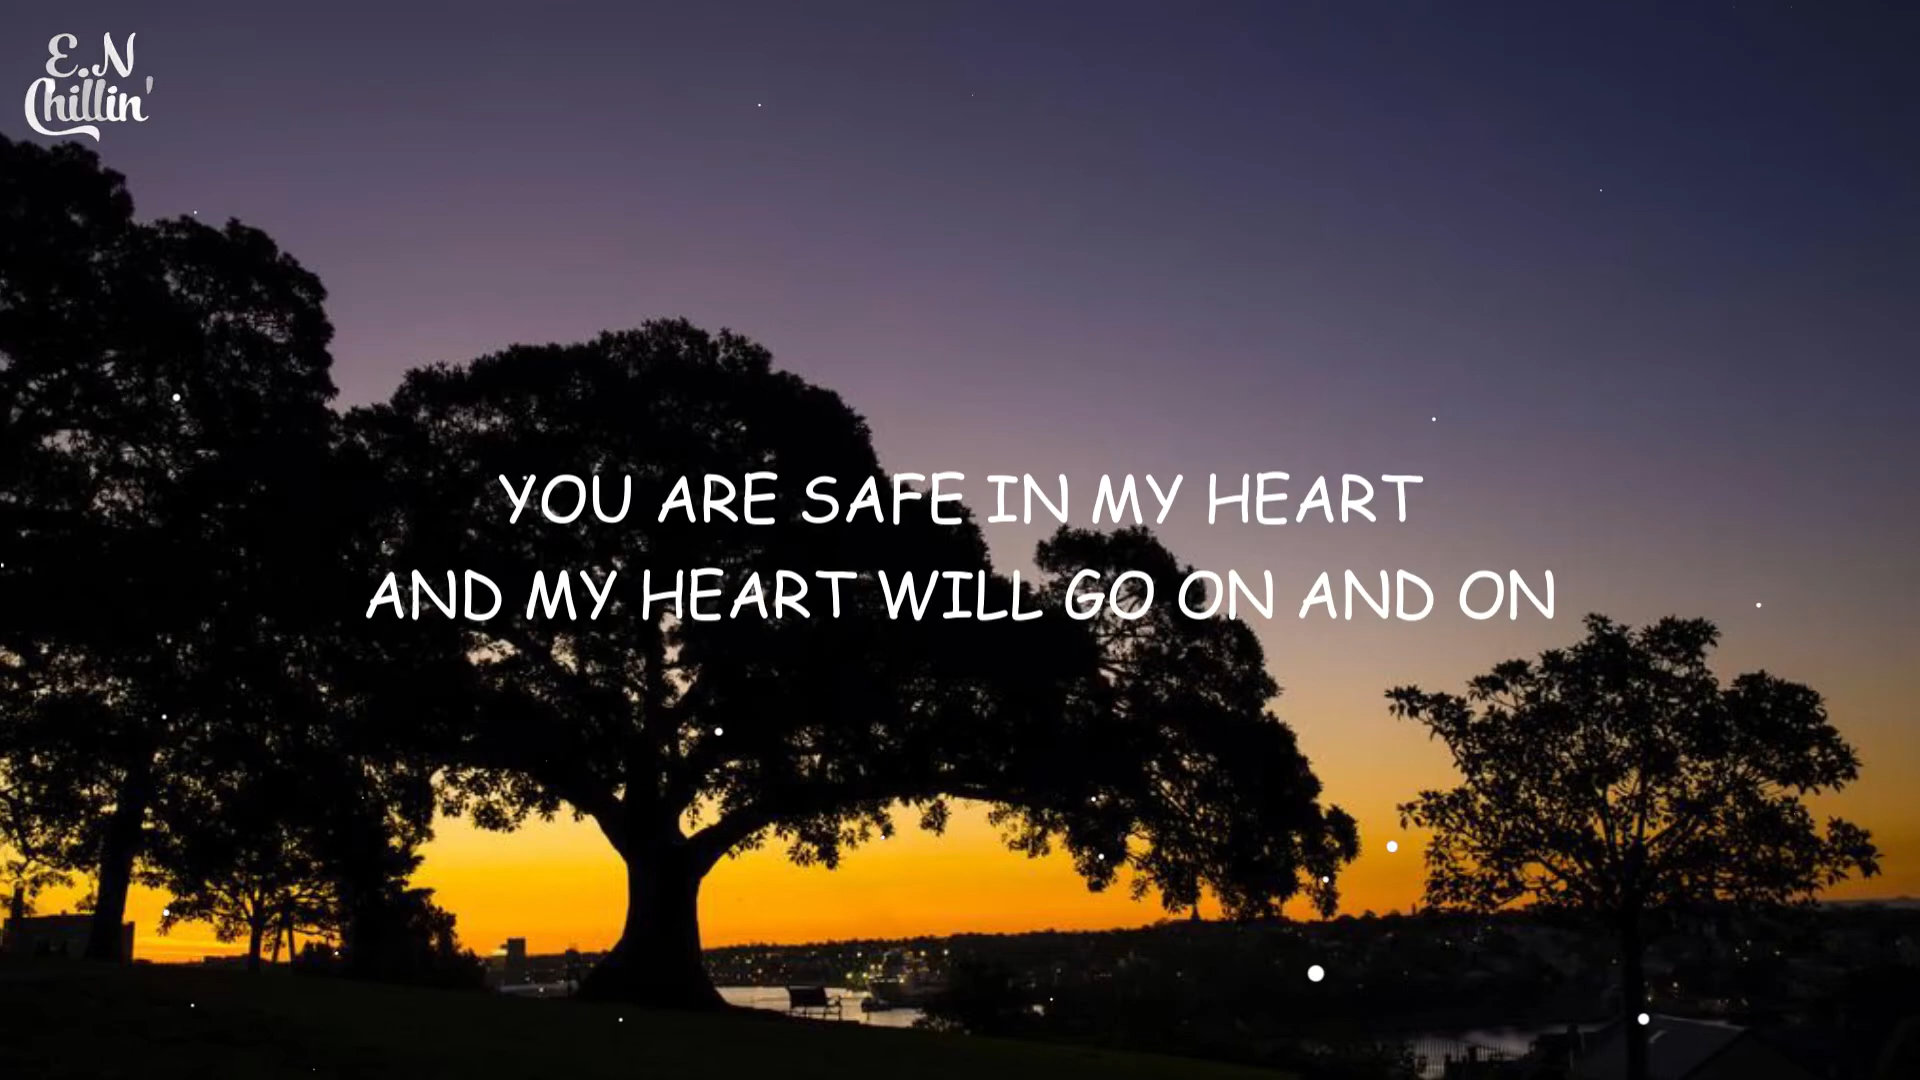 E.N
Chillin'
YOU ARE SAFE IN MY HEART
AND MY HEART WILL GO ON AND ON